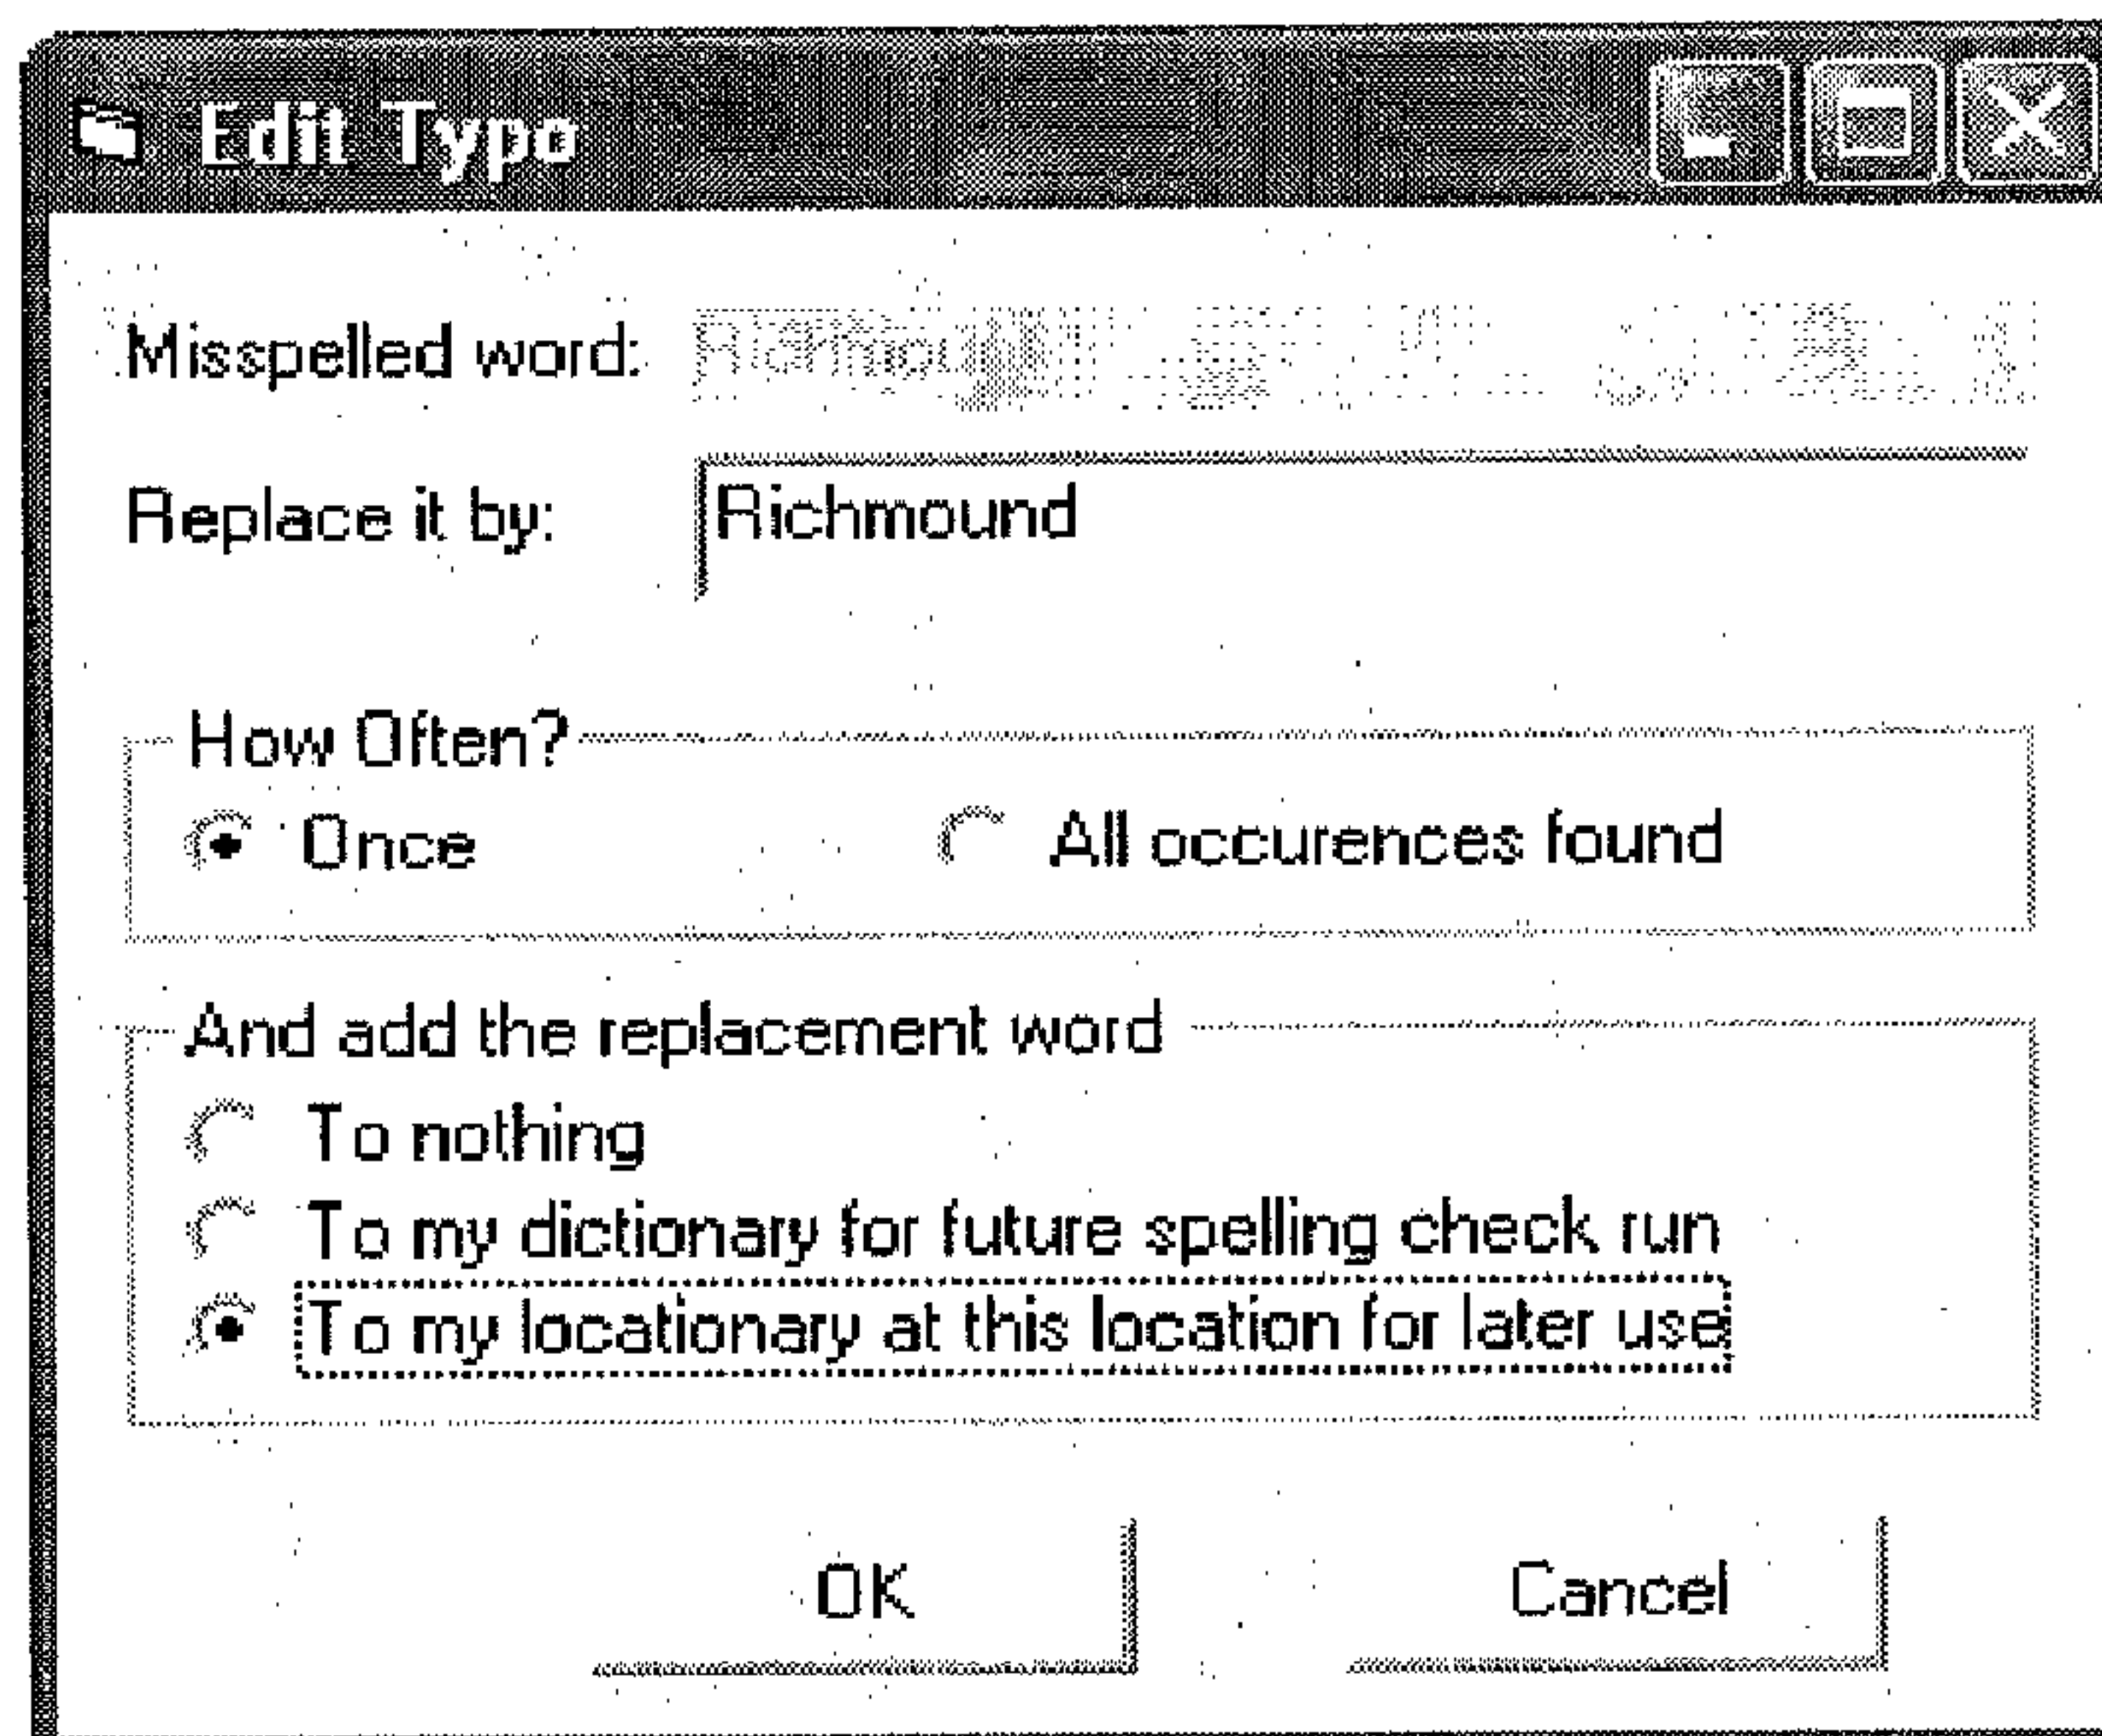 Edit Typo
Misspelled word:
Replace it by: Richmound
How Often?
Once All occurences found
And add the replacement word
To nothing
To my dictionary for future spelling check run
To my locationary at this location for later use
OK Cancel